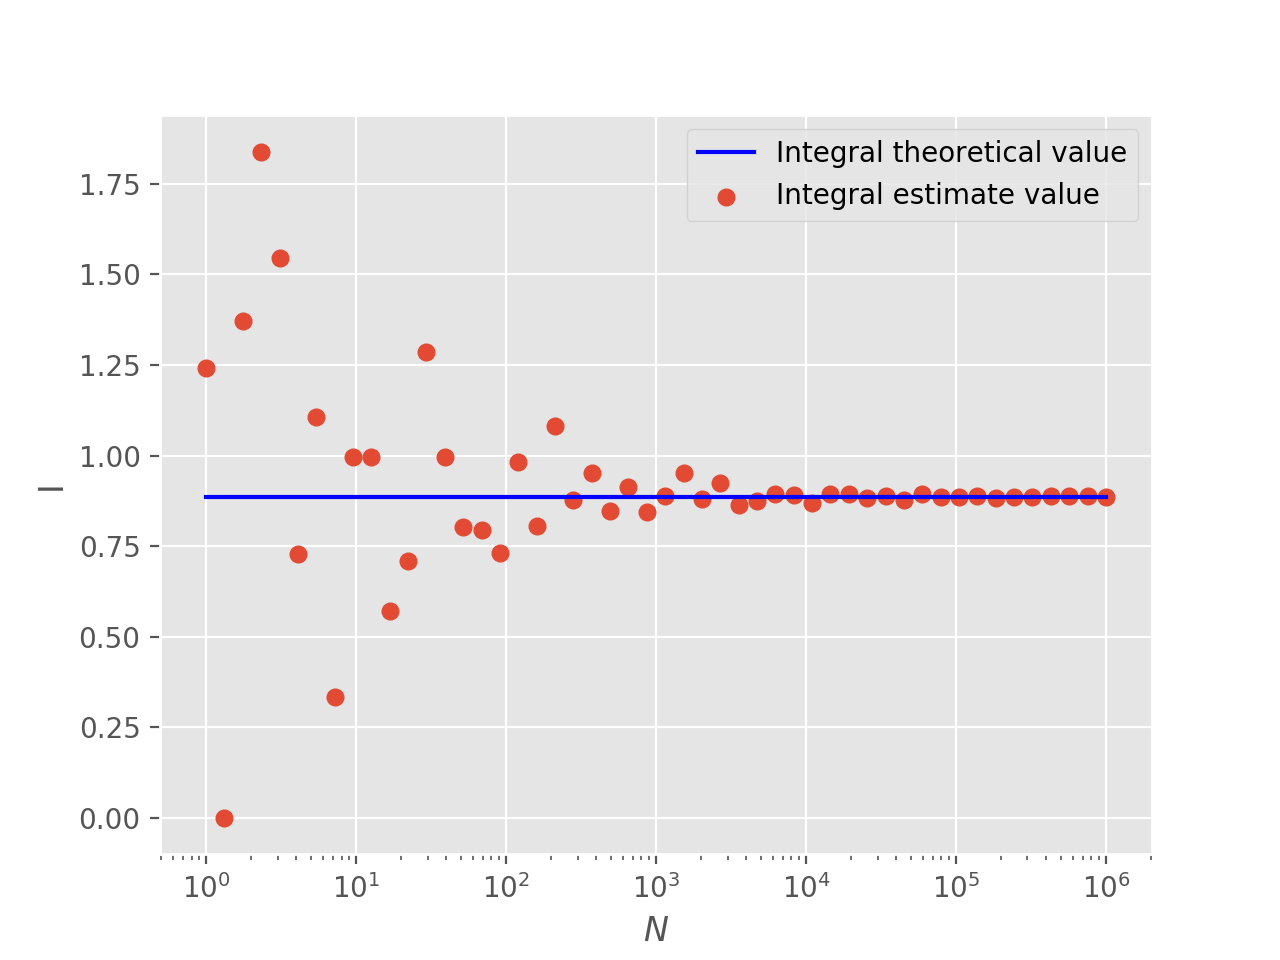 Integral theoretical value
Integral estimate value
1.75
1.50
1.25
1.00
0.75
0.50
0.25
0.00
I
10⁰ 10¹ 10² 10³ 10⁴ 10⁵ 10⁶
N